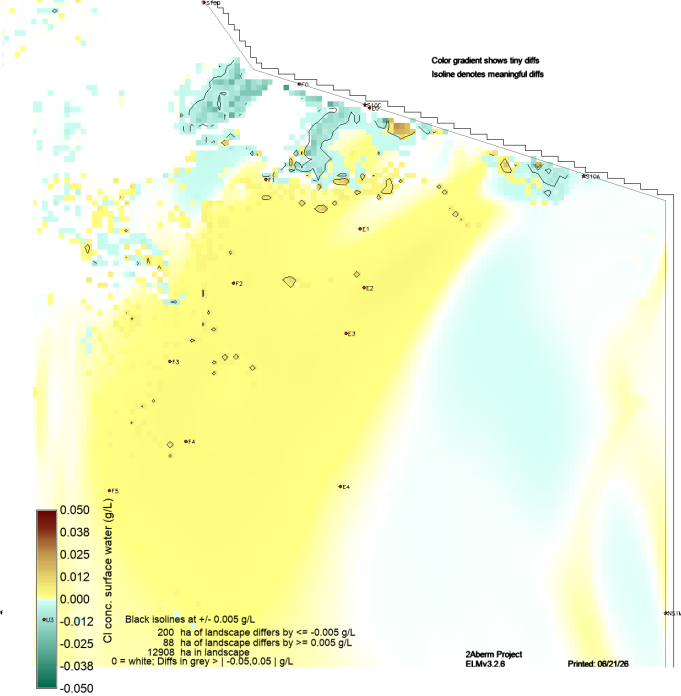 S10D
Color gradient shows tiny diffs
Isoline denotes meaningful diffs
F0
S10C
E0
S10A
F1
E1
F2
E2
E3
F3
F4
E4
F5
0.050
0.038
0.025
0.012
0.000
-0.012
-0.025
-0.038
-0.050
Cl conc. surface water (g/L)
U3
Black isolines at +/- 0.005 g/L
200 ha of landscape differs by <= -0.005 g/L
88 ha of landscape differs by >= 0.005 g/L
12908 ha in landscape
0 = white; Diffs in grey > | -0.05,0.05 | g/L
2Aberm Project
ELMv3.2.6
Printed: 06/21/26